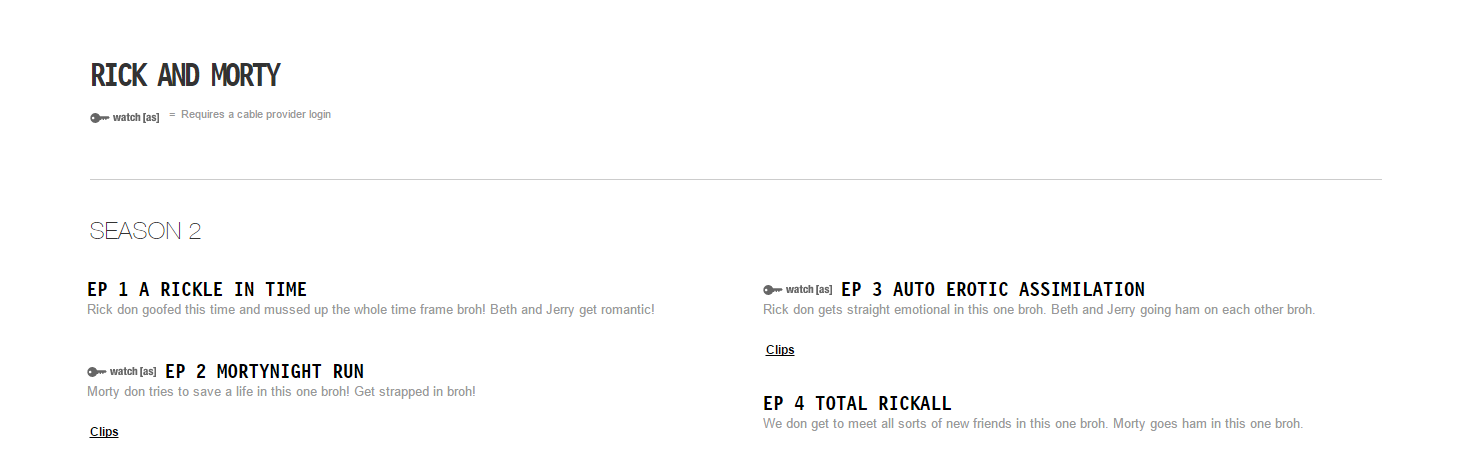 RICK AND MORTY
watch [as] = Requires a cable provider login
SEASON 2
EP 1 A RICKLE IN TIME
Rick don goofed this time and mussed up the whole time frame broh! Beth and Jerry get romantic!
watch [as] EP 2 MORTYNIGHT RUN
Morty don tries to save a life in this one broh! Get strapped in broh!
Clips
watch [as] EP 3 AUTO EROTIC ASSIMILATION
Rick don gets straight emotional in this one broh. Beth and Jerry going ham on each other broh.
Clips
EP 4 TOTAL RICKALL
We don get to meet all sorts of new friends in this one broh. Morty goes ham in this one broh.